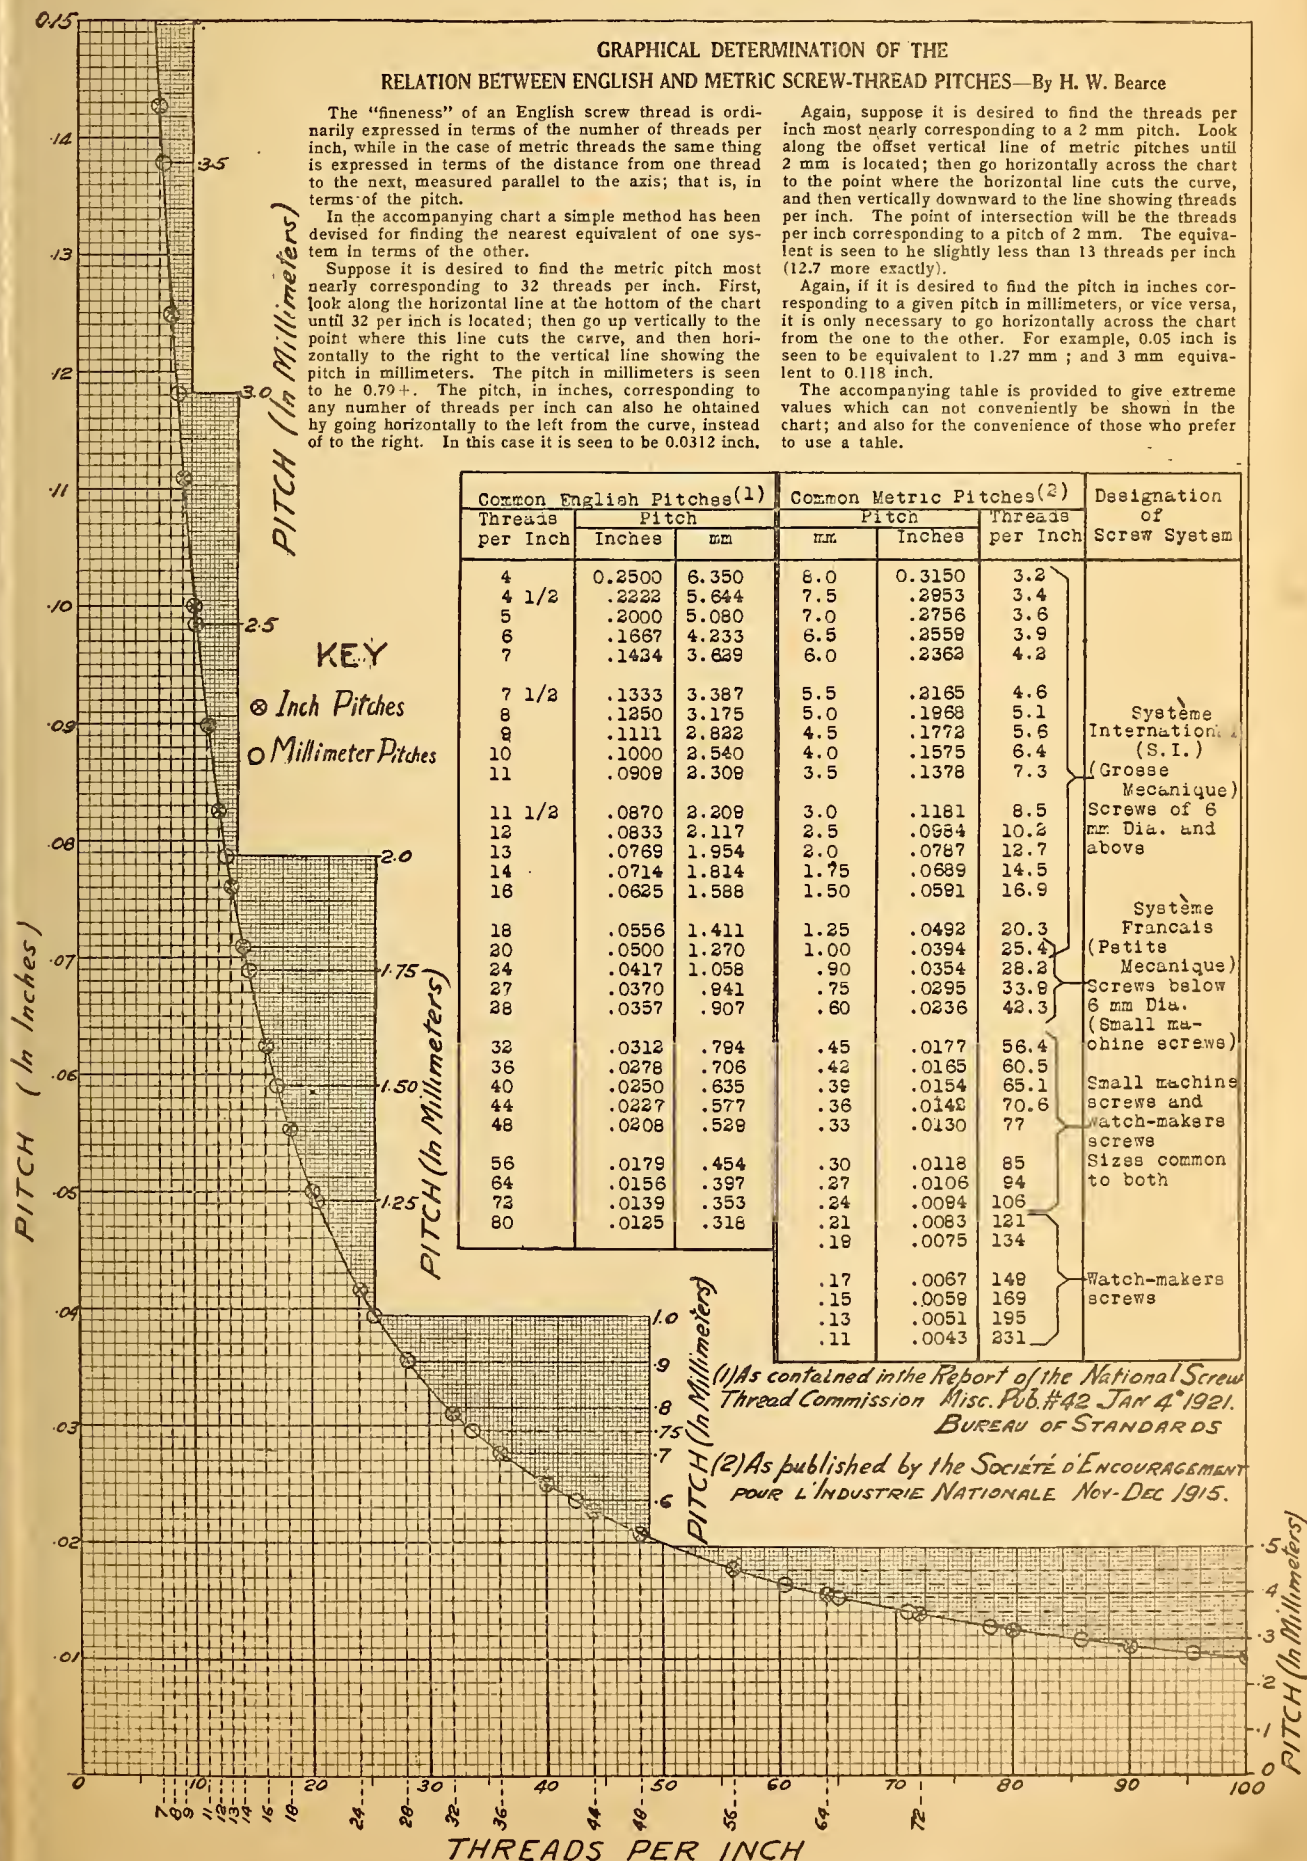 GRAPHICAL DETERMINATION OF THE
RELATION BETWEEN ENGLISH AND METRIC SCREW-THREAD PITCHES—By H. W. Bearce
The "fineness" of an English screw thread is ordi-
narily expressed in terms of the number of threads per
inch, while in the case of metric threads the same thing
is expressed in terms of the distance from one thread
to the next, measured parallel to the axis; that is, in
terms of the pitch.
In the accompanying chart a simple method has been
devised for finding the nearest equivalent of one sys-
tem in terms of the other.
Suppose it is desired to find the metric pitch most
nearly corresponding to 32 threads per inch. First,
look along the horizontal line at the hottom of the chart
until 32 per inch is located; then go up vertically to the
point where this line cuts the curve, and then hori-
zontally to the right to the vertical line showing the
pitch in millimeters. The pitch in millimeters is seen
to he 0.79+. The pitch, in inches, corresponding to
any number of threads per inch can also he ohtained
hy going horizontally to the left from the curve, instead
of to the right. In this case it is seen to be 0.0312 inch.
Again, suppose it is desired to find the threads per
inch most nearly corresponding to a 2 mm pitch. Look
along the offset vertical line of metric pitches until
2 mm is located; then go horizontally across the chart
to the point where the horizontal line cuts the curve,
and then vertically downward to the line showing threads
per inch. The point of intersection will be the threads
per inch corresponding to a pitch of 2 mm. The equiva-
lent is seen to he slightly less than 13 threads per inch
(12.7 more exactly).
Again, if it is desired to find the pitch in inches cor-
responding to a given pitch in millimeters, or vice versa,
it is only necessary to go horizontally across the chart
from the one to the other. For example, 0.05 inch is
seen to be equivalent to 1.27 mm ; and 3 mm equiva-
lent to 0.118 inch.
The accompanying table is provided to give extreme
values which can not conveniently be shown in the
chart; and also for the convenience of those who prefer
to use a table.
Common English Pitches(1) Common Metric Pitches(2) Designation
Threads Pitch Pitch Threads of
per Inch Inches mm mm Inches per Inch Screw System
4 0.2500 6.350 8.0 0.3150 3.2
4 1/2 .2222 5.644 7.5 .2953 3.4
5 .2000 5.080 7.0 .2756 3.6
6 .1667 4.233 6.5 .2559 3.9
7 .1434 3.629 6.0 .2362 4.2
7 1/2 .1333 3.387 5.5 .2165 4.6
8 .1250 3.175 5.0 .1968 5.1
9 .1111 2.822 4.5 .1772 5.6
10 .1000 2.540 4.0 .1575 6.4
11 .0909 2.309 3.5 .1378 7.3
11 1/2 .0870 2.209 3.0 .1181 8.5
12 .0833 2.117 2.5 .0984 10.2
13 .0769 1.954 2.0 .0787 12.7
14 .0714 1.814 1.75 .0689 14.5
16 .0625 1.588 1.50 .0591 16.9
18 .0556 1.411 1.25 .0492 20.3
20 .0500 1.270 1.00 .0394 25.4
24 .0417 1.058 .90 .0354 28.2
27 .0370 .941 .75 .0295 33.9
28 .0357 .907 .60 .0236 42.3
32 .0312 .794 .45 .0177 56.4
36 .0278 .706 .42 .0165 60.5
40 .0250 .635 .39 .0154 65.1
44 .0227 .577 .36 .0142 70.6
48 .0208 .529 .33 .0130 77
56 .0179 .454 .30 .0118 85
64 .0156 .397 .27 .0106 94
72 .0139 .353 .24 .0094 106
80 .0125 .318 .21 .0083 121
.19 .0075 134
.17 .0067 149
.15 .0059 169
.13 .0051 195
.11 .0043 231
Système
(S.I.)
(Grosse
Mecanique)
Screws of 6
mm Dia. and
above
Système
Francais
(Petite
Mecanique)
Screws below
6 mm Dia.
(Small ma-
chine screws)
Small machine
screws and
watch-makers
screws
Sizes common
to both
Watch-makers
screws
(1)As contained in the Report of the National Screw
Thread Commission Misc. Pub.#42 JAN 4" 1921.
BUREAU OF STANDARDS
(2)As published by the SOCIÉTÉ D'ENCOURAGEMENT
POUR L'INDUSTRIE NATIONALE NOV-DEC 1915.
KEY
⊗ Inch Pitches
O Millimeter Pitches
PITCH (In Inches)
0.15
.14
.13
.12
.11
.10
.09
.08
.07
.06
.05
.04
.03
.02
.01
PITCH (In Millimeters)
3.5
3.0
2.5
2.0
PITCH (In Millimeters)
1.75
1.50
1.25
PITCH (In Millimeters)
1.0
.9
.8
.75
.7
.6
PITCH (In Millimeters)
.5
.4
.3
.2
.1
0
0 10 20 30 40 50 60 70 80 90 100
7 8 9 11 12 13 14 16 18 24 28 32 36 44 48 56 64 72
THREADS PER INCH